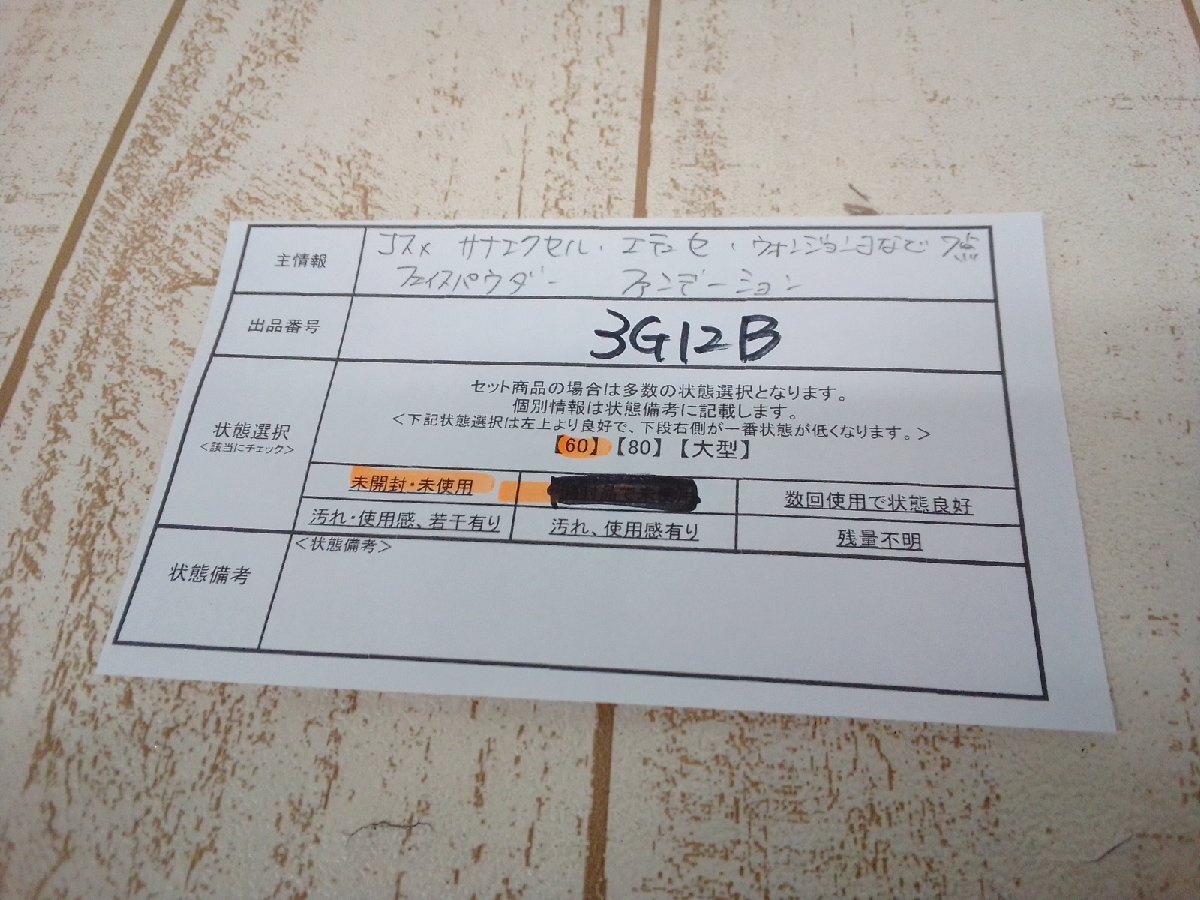 主情報
コスメ サナエクセル・エテュセ・ウォンジョンヨなど7点
フェイスパウダー ファンデーション
出品番号
3G12B
状態選択
<該当にチェック>
セット商品の場合は多数の状態選択となります。
個別情報は状態備考に記載します。
<下記状態選択は左上より良好で、下段右側が一番状態が低くなります。>
【60】【80】【大型】
未開封・未使用
数回使用で状態良好
汚れ・使用感、若干有り
汚れ、使用感有り
残量不明
状態備考
<状態備考>